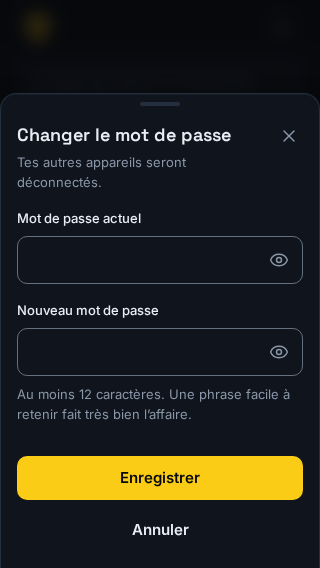 Changer le mot de passe
Tes autres appareils seront
déconnectés.
Mot de passe actuel
Nouveau mot de passe
Au moins 12 caractères. Une phrase facile à
retenir fait très bien l’affaire.
Enregistrer
Annuler